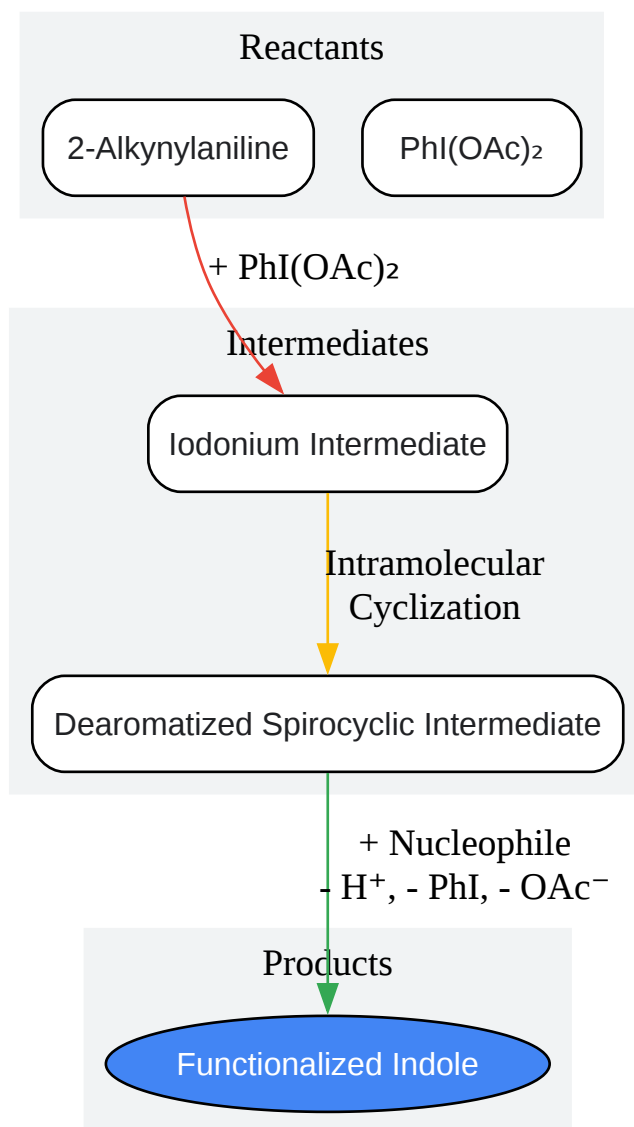 Reactants
2-Alkynylaniline
PhI(OAc)₂
+ PhI(OAc)₂
Intermediates
Iodonium Intermediate
Intramolecular
Cyclization
Dearomatized Spirocyclic Intermediate
+ Nucleophile
- H⁺, - PhI, - OAc⁻
Products
Functionalized Indole